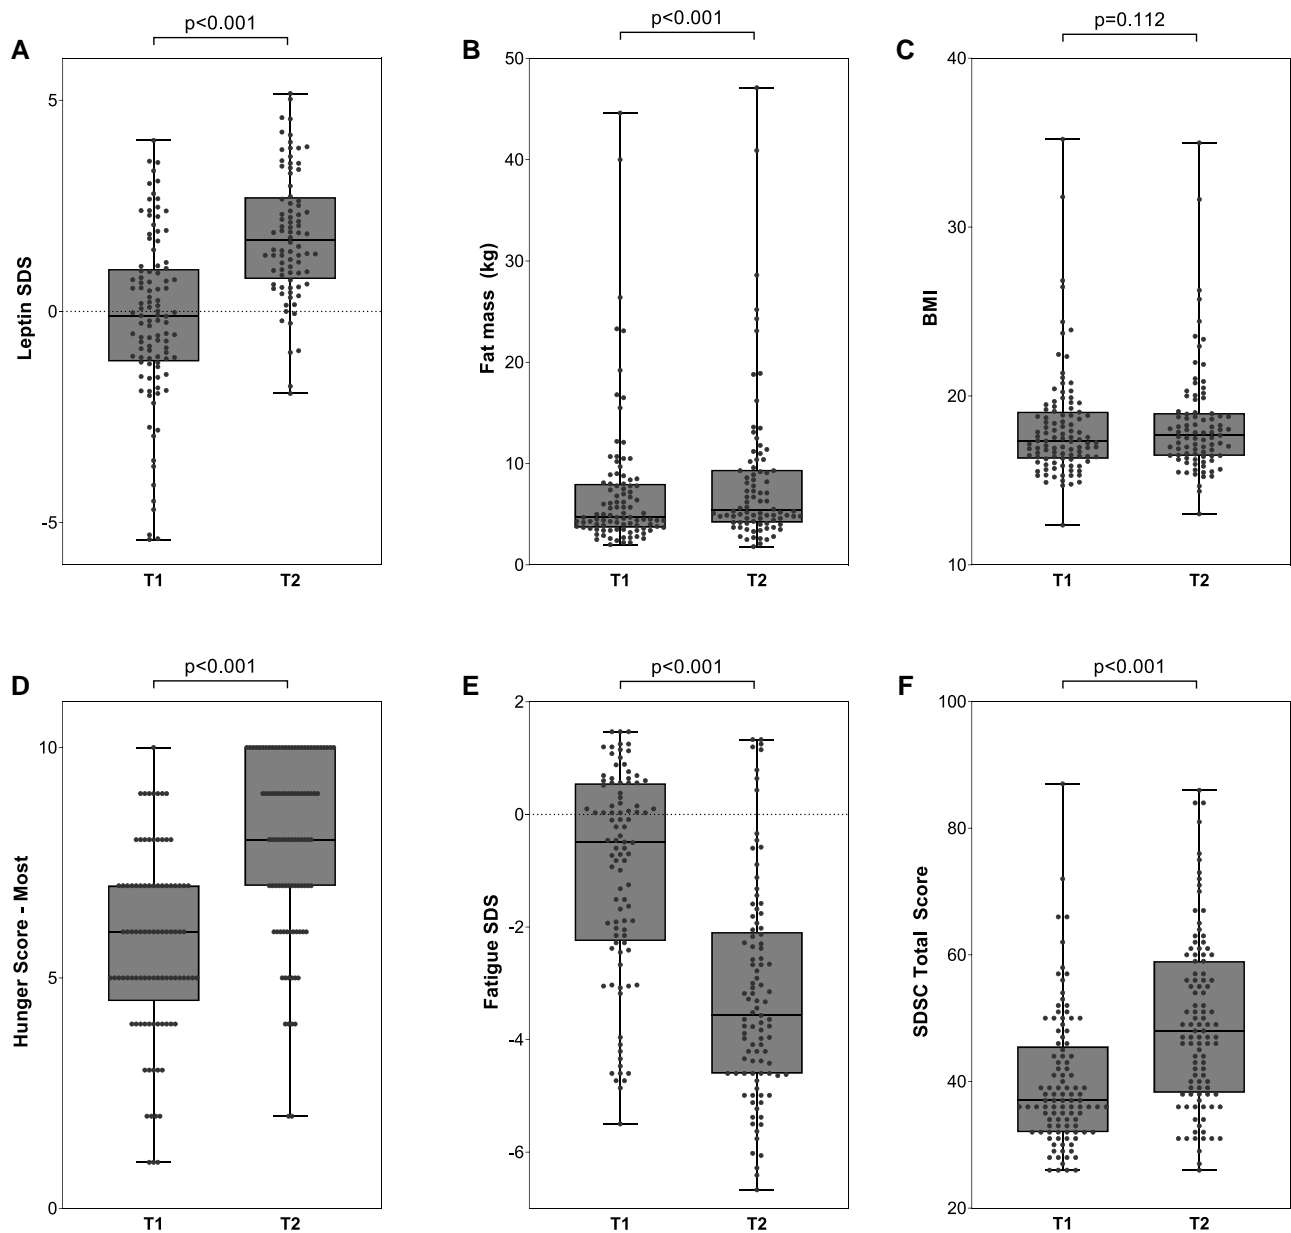 A
p<0.001
Leptin SDS
5
0
-5
T1 T2
B
p<0.001
Fat mass (kg)
50
40
30
20
10
0
T1 T2
C
p=0.112
BMI
40
30
20
10
T1 T2
D
p<0.001
Hunger Score - Most
10
5
0
T1 T2
E
p<0.001
Fatigue SDS
2
0
-2
-4
-6
T1 T2
F
p<0.001
SDSC Total Score
100
80
60
40
20
T1 T2